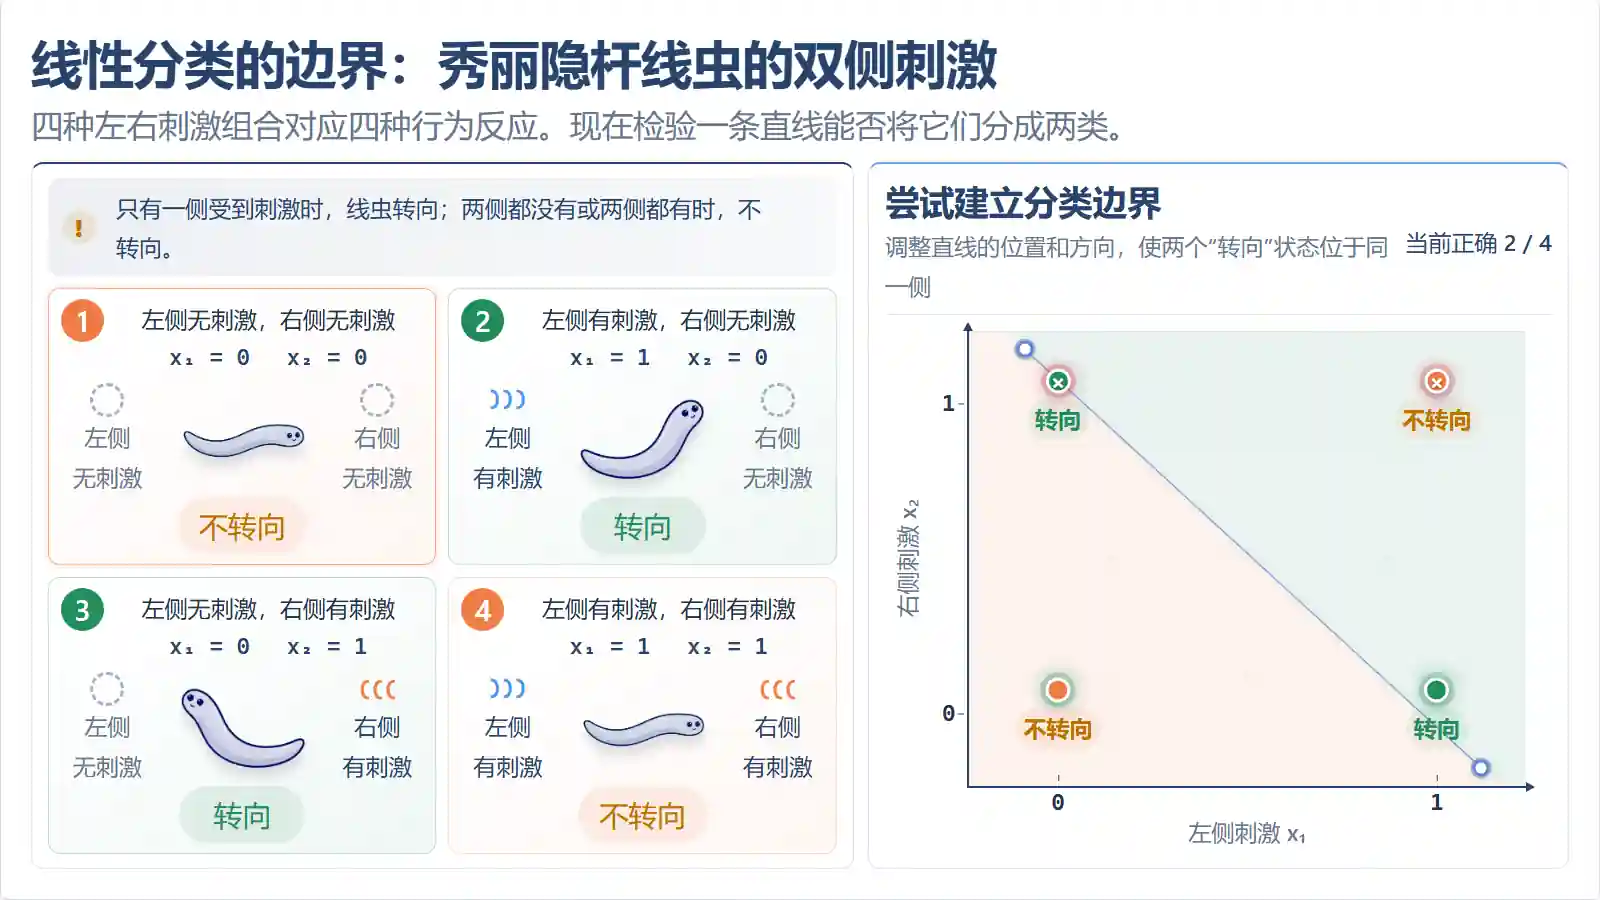 线性分类的边界：秀丽隐杆线虫的双侧刺激
四种左右刺激组合对应四种行为反应。现在检验一条直线能否将它们分成两类。
!
只有一侧受到刺激时，线虫转向；两侧都没有或两侧都有时，不
转向。
1
左侧无刺激，右侧无刺激
x₁ = 0 x₂ = 0
左侧
无刺激
右侧
无刺激
不转向
2
左侧有刺激，右侧无刺激
x₁ = 1 x₂ = 0
左侧
有刺激
右侧
无刺激
转向
3
左侧无刺激，右侧有刺激
x₁ = 0 x₂ = 1
左侧
无刺激
右侧
有刺激
转向
4
左侧有刺激，右侧有刺激
x₁ = 1 x₂ = 1
左侧
有刺激
右侧
有刺激
不转向
尝试建立分类边界
调整直线的位置和方向，使两个“转向”状态位于同
一侧
当前正确 2 / 4
1
转向
不转向
右侧刺激 x₂
0
不转向
转向
0
1
左侧刺激 x₁